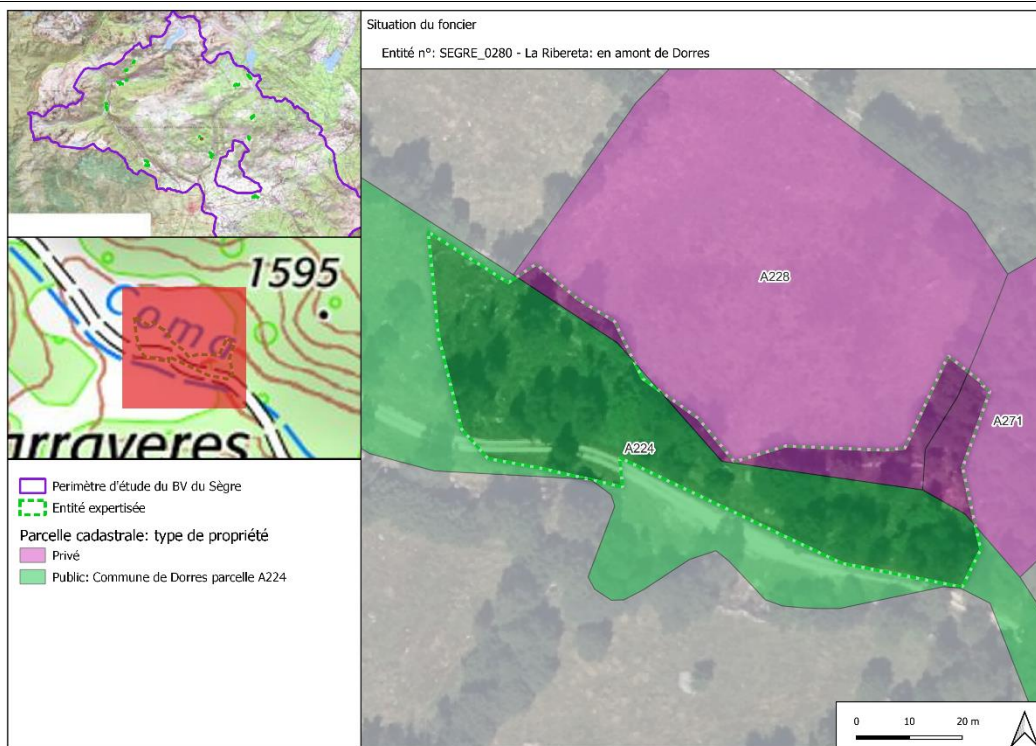 Situation du foncier
Entité n°: SEGRE_0280 - La Ribereta: en amont de Dorres
1595
oma
arraveres
A228
A271
A224
Perimètre d'étude du BV du Sègre
Entité expertisée
Parcelle cadastrale: type de propriété
Privé
Public: Commune de Dorres parcelle A224
0 10 20 m